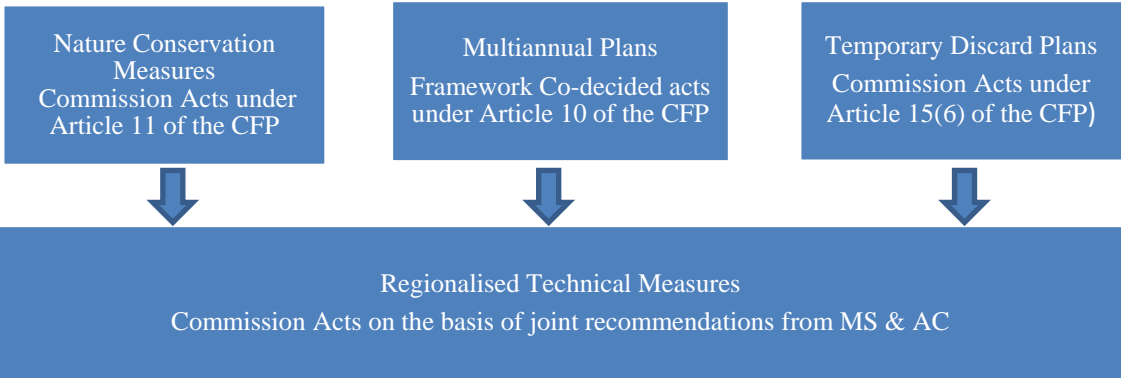 Nature Conservation
Measures
Commission Acts under
Article 11 of the CFP
Multiannual Plans
Framework Co-decided acts
under Article 10 of the CFP
Temporary Discard Plans
Commission Acts under
Article 15(6) of the CFP)
Regionalised Technical Measures
Commission Acts on the basis of joint recommendations from MS & AC